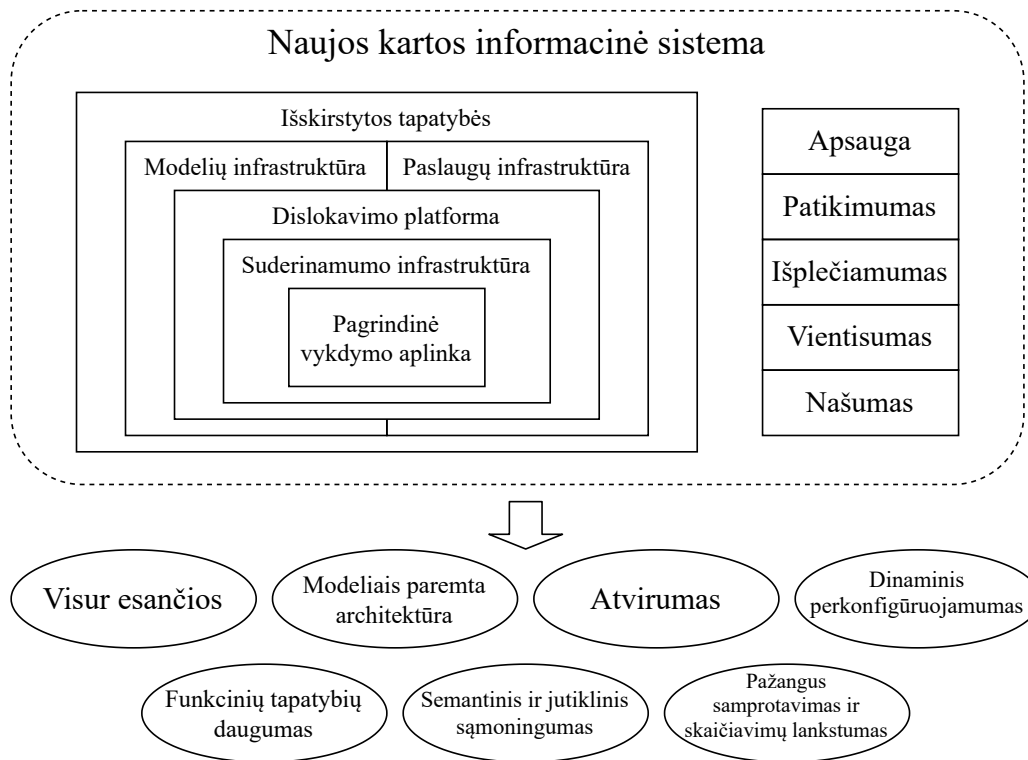 Naujos kartos informacinė sistema
Išskirstytos tapatybės
Modelių infrastruktūra
Paslaugų infrastruktūra
Dislokavimo platforma
Suderinamumo infrastruktūra
Pagrindinė
vykdymo aplinka
Apsauga
Patikimumas
Išplečiamumas
Vientisumas
Našumas
Visur esančios
Modeliais paremta
architektūra
Atvirumas
Dinaminis
perkonfigūruojamumas
Funkcinių tapatybių
daugumas
Semantinis ir jutiklinis
sąmoningumas
Pažangus
samprotavimas ir
skaičiavimų lankstumas